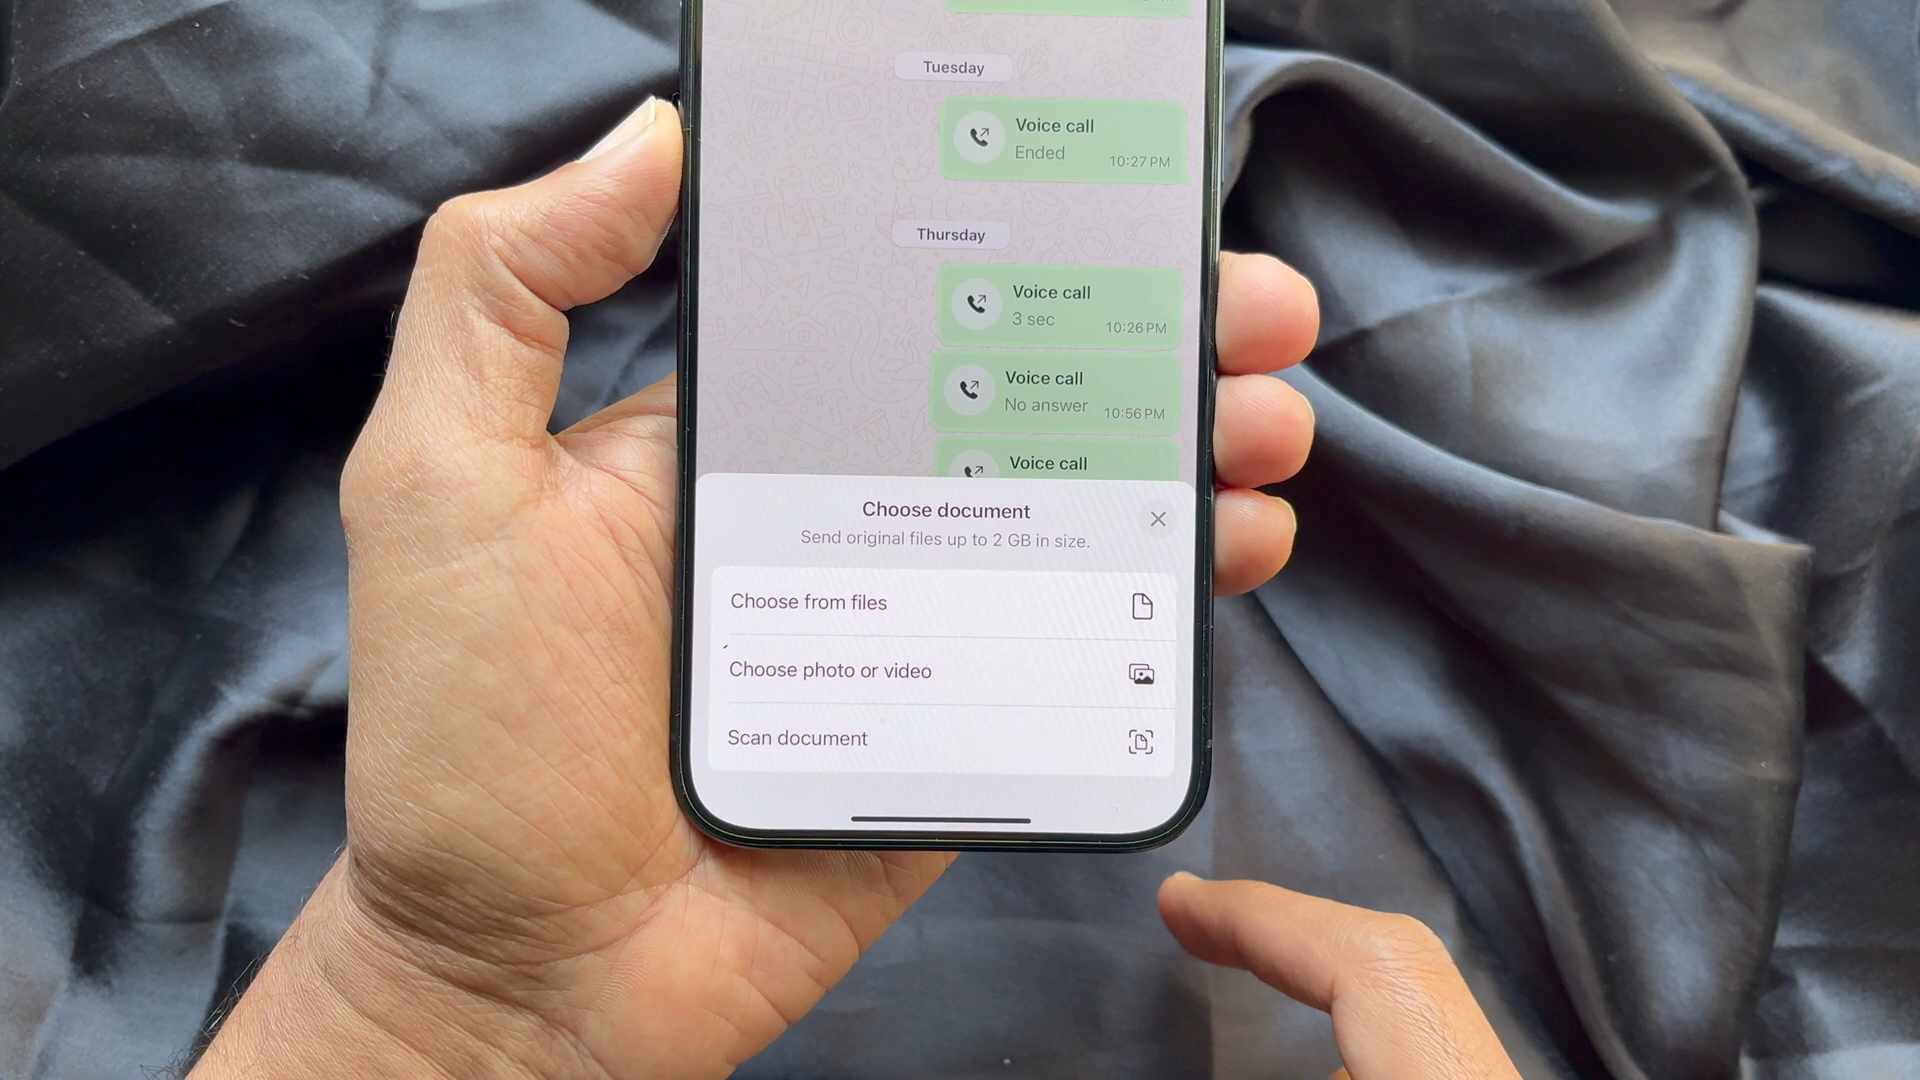 Tuesday
Voice call
Ended
10:27 PM
Thursday
Voice call
3 sec
10:26 PM
Voice call
No answer
10:56 PM
Voice call
Choose document
Send original files up to 2 GB in size.
Choose from files
Choose photo or video
Scan document